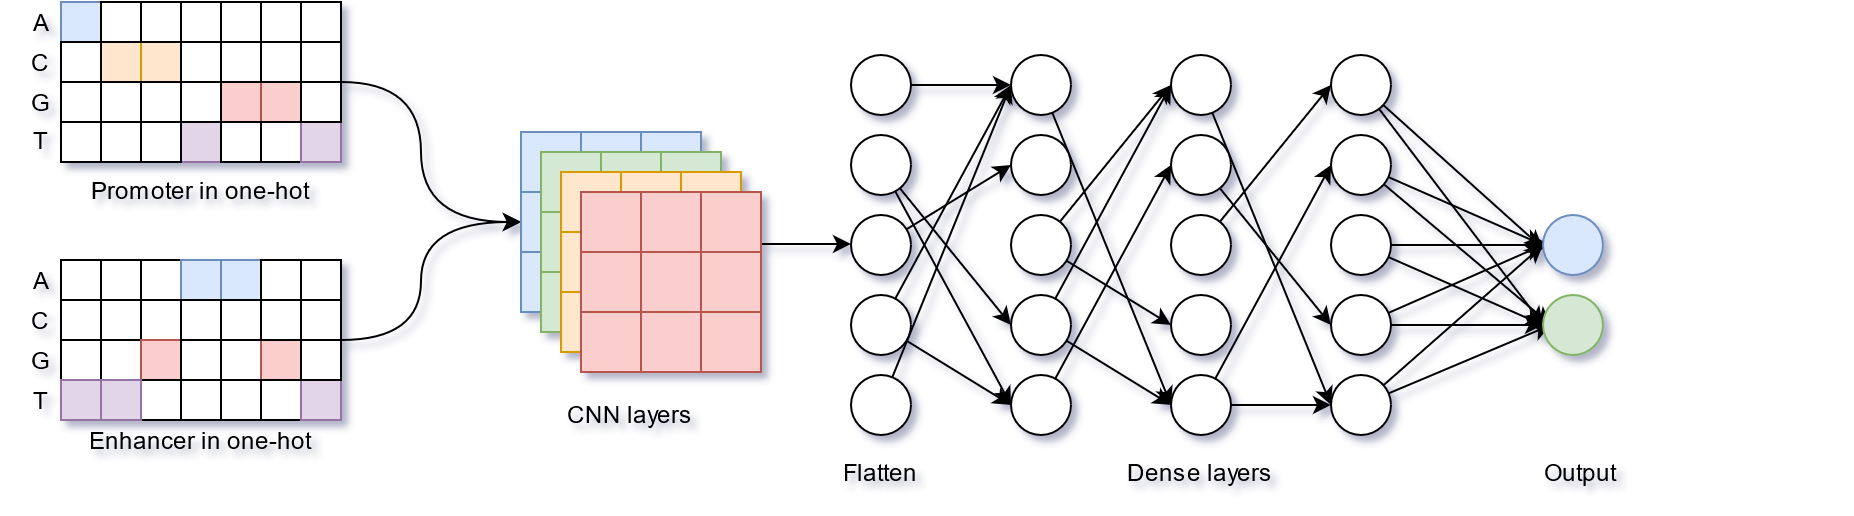 A
C
G
T
Promoter in one-hot
A
C
G
T
Enhancer in one-hot
CNN layers
Flatten
Dense layers
Output